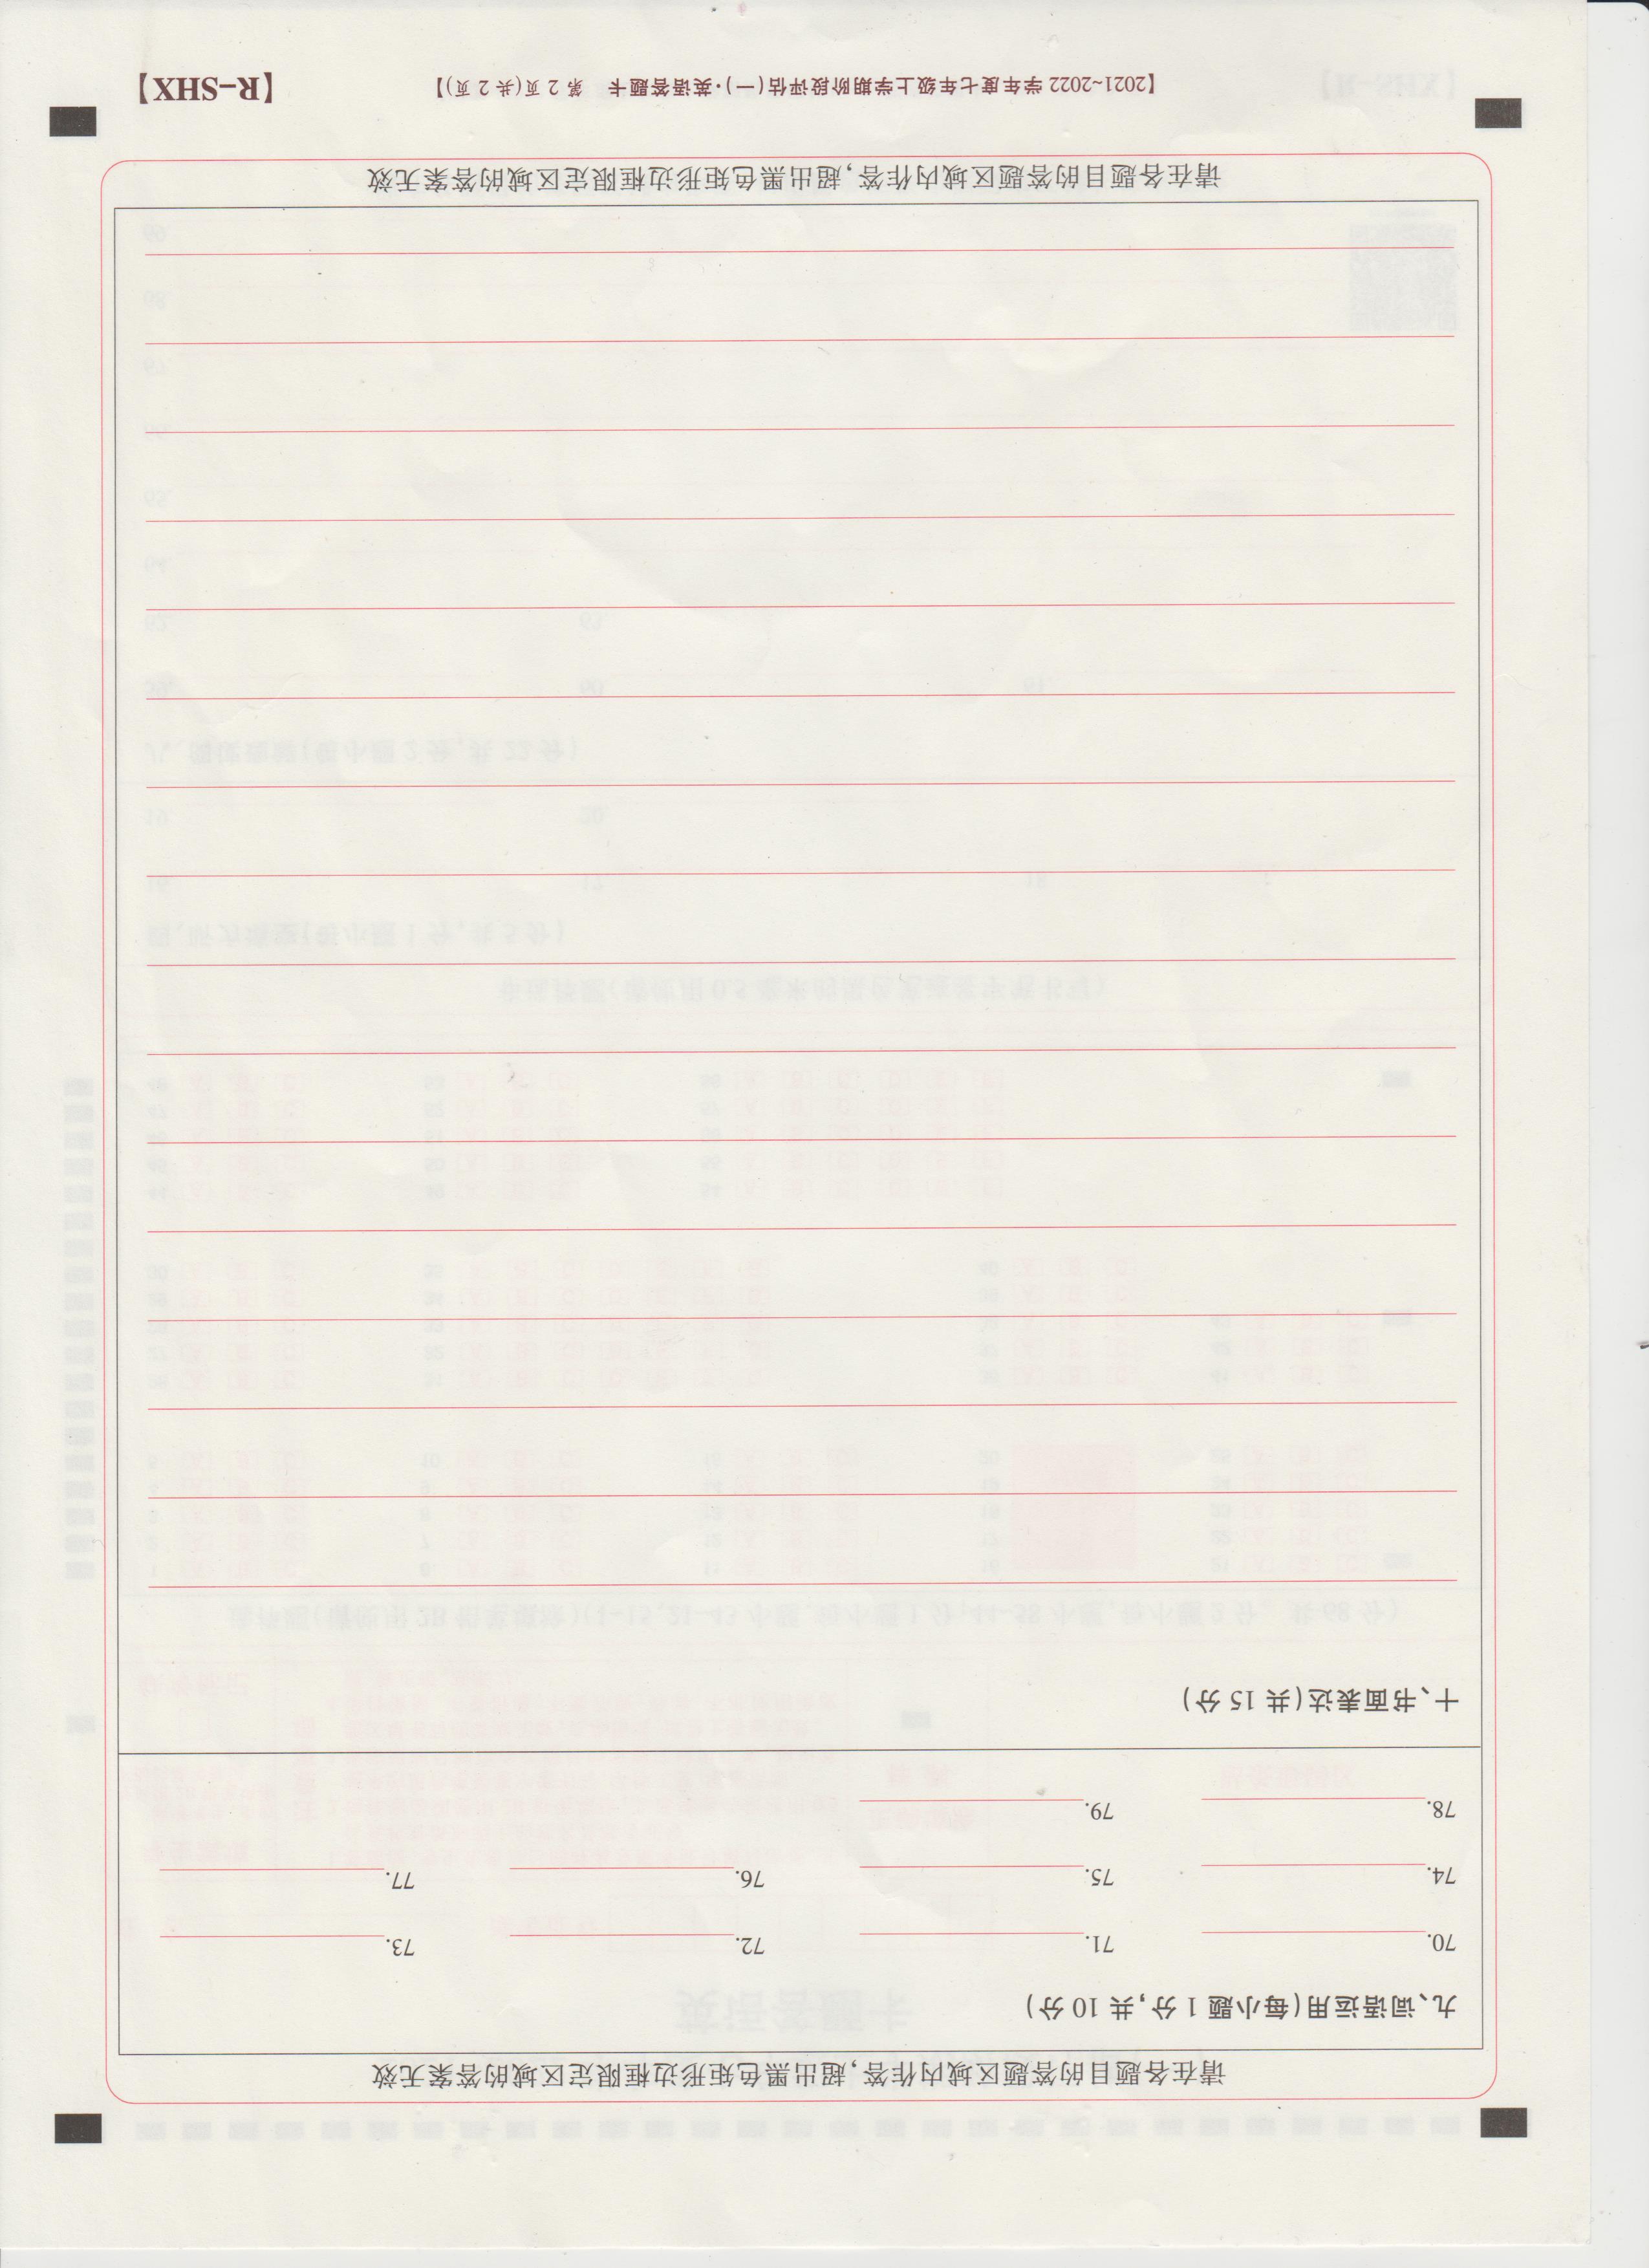 请在各题目的答题区域内作答,超出黑色矩形边框限定区域的答案无效
九、词语运用(每小题 1 分,共 10 分)
70. 71. 72. 73.
74. 75. 76. 77.
78. 79.
十、书面表达(共 15 分)
请在各题目的答题区域内作答,超出黑色矩形边框限定区域的答案无效
【2021~2022 学年度七年级上学期阶段评估(一)·英语答题卡 第 2 页(共 2 页)】 【R-SHX】